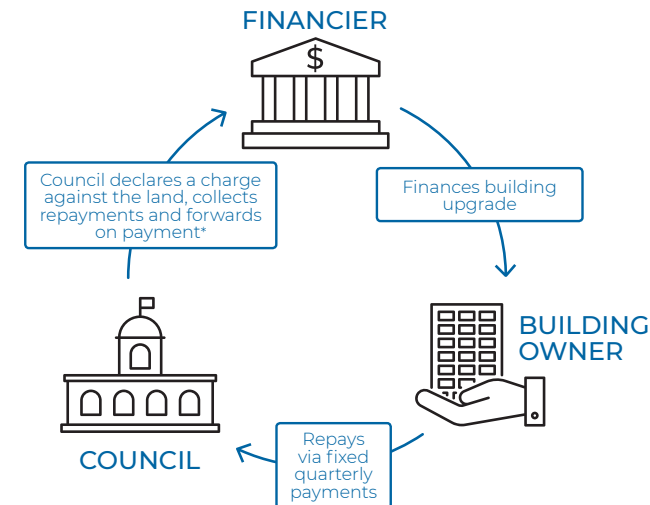 FINANCIER
$
Council declares a charge
against the land, collects
repayments and forwards
on payment*
Finances building
upgrade
BUILDING
OWNER
COUNCIL
Repays
via fixed
quarterly
payments